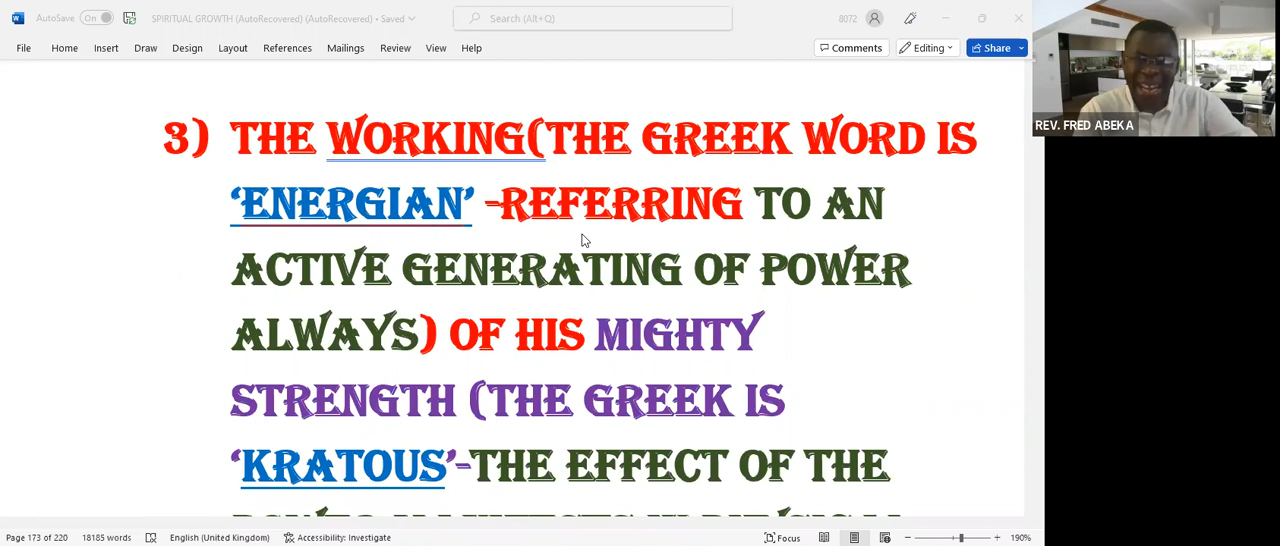 AutoSave On SPIRITUAL GROWTH (AutoRecovered) (AutoRecovered) • Saved Search (Alt+Q) 8072
File Home Insert Draw Design Layout References Mailings Review View Help Comments Editing Share
REV. FRED ABEKA
3) THE WORKING(THE GREEK WORD IS
‘ENERGIAN’ -REFERRING TO AN
ACTIVE GENERATING OF POWER
ALWAYS) OF HIS MIGHTY
STRENGTH (THE GREEK IS
‘KRATOUS’-THE EFFECT OF THE
Page 173 of 220 18185 words English (United Kingdom) Accessibility: Investigate Focus 190%